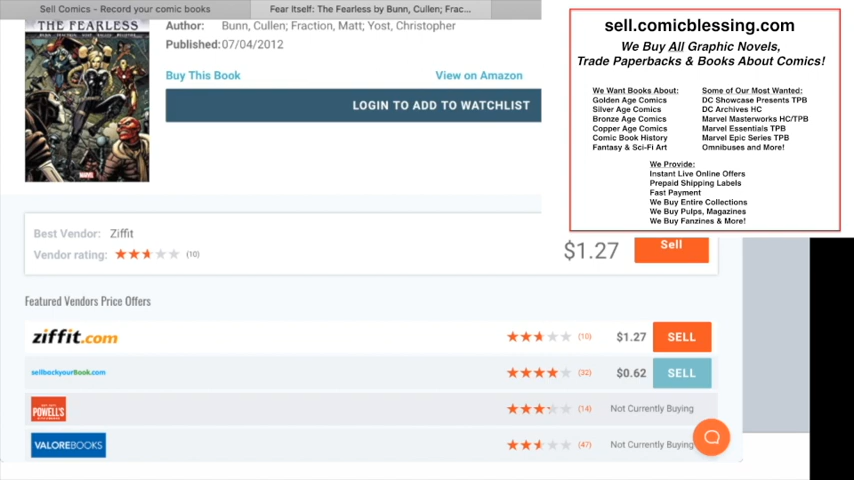 Sell Comics - Record your comic books
Fear Itself: The Fearless by Bunn, Cullen; Frac...
THE FEARLESS
Author: Bunn, Cullen; Fraction, Matt; Yost, Christopher
Published:07/04/2012
Buy This Book
View on Amazon
LOGIN TO ADD TO WATCHLIST
MARVEL
sell.comicblessing.com
We Buy All Graphic Novels,
Trade Paperbacks & Books About Comics!
We Want Books About:
Golden Age Comics
Silver Age Comics
Bronze Age Comics
Copper Age Comics
Comic Book History
Fantasy & Sci-Fi Art
Some of Our Most Wanted:
DC Showcase Presents TPB
DC Archives HC
Marvel Masterworks HC/TPB
Marvel Essentials TPB
Marvel Epic Series TPB
Omnibuses and More!
We Provide:
Instant Live Online Offers
Prepaid Shipping Labels
Fast Payment
We Buy Entire Collections
We Buy Pulps, Magazines
We Buy Fanzines & More!
Best Vendor: Ziffit
Vendor rating: (10)
$1.27 Sell
Featured Vendors Price Offers
ziffit.com (10) $1.27 SELL
sellbackyourBook.com (32) $0.62 SELL
POWELL'S (14) Not Currently Buying
VALOREBOOKS (47) Not Currently Buying